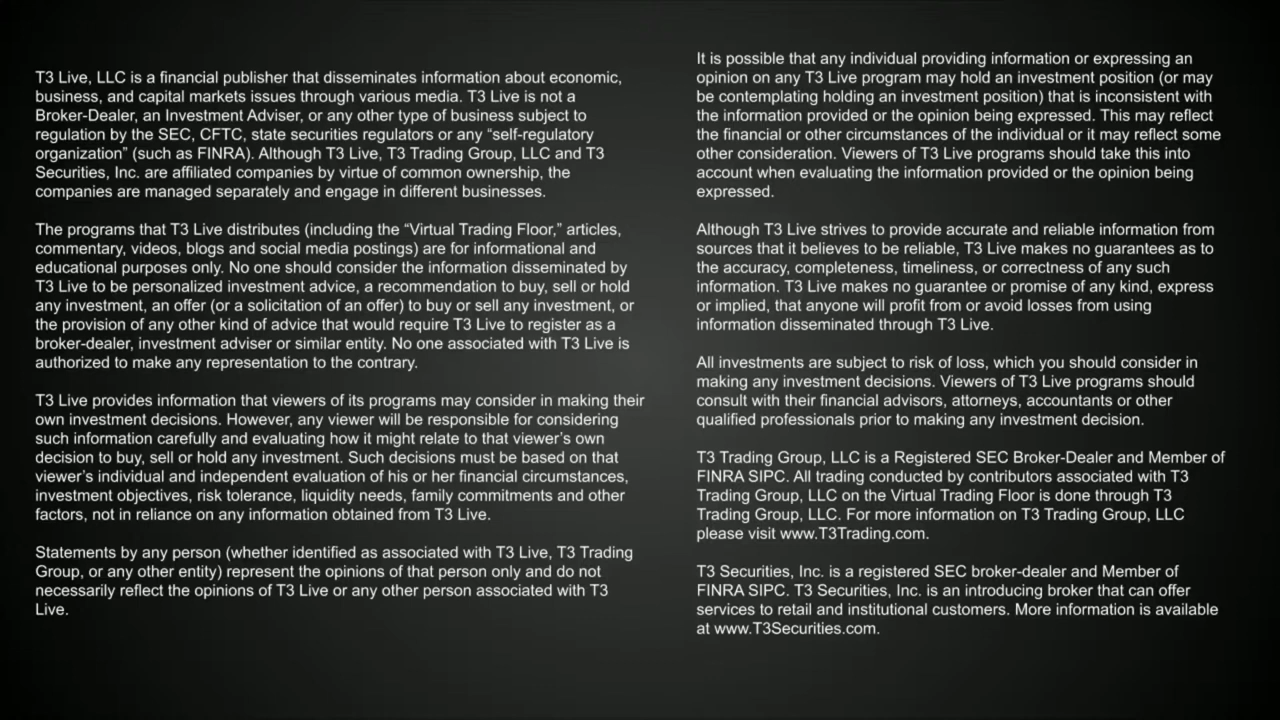 T3 Live, LLC is a financial publisher that disseminates information about economic,
business, and capital markets issues through various media. T3 Live is not a
Broker-Dealer, an Investment Adviser, or any other type of business subject to
regulation by the SEC, CFTC, state securities regulators or any “self-regulatory
organization” (such as FINRA). Although T3 Live, T3 Trading Group, LLC and T3
Securities, Inc. are affiliated companies by virtue of common ownership, the
companies are managed separately and engage in different businesses.
The programs that T3 Live distributes (including the “Virtual Trading Floor,” articles,
commentary, videos, blogs and social media postings) are for informational and
educational purposes only. No one should consider the information disseminated by
T3 Live to be personalized investment advice, a recommendation to buy, sell or hold
any investment, an offer (or a solicitation of an offer) to buy or sell any investment, or
the provision of any other kind of advice that would require T3 Live to register as a
broker-dealer, investment adviser or similar entity. No one associated with T3 Live is
authorized to make any representation to the contrary.
T3 Live provides information that viewers of its programs may consider in making their
own investment decisions. However, any viewer will be responsible for considering
such information carefully and evaluating how it might relate to that viewer’s own
decision to buy, sell or hold any investment. Such decisions must be based on that
viewer’s individual and independent evaluation of his or her financial circumstances,
investment objectives, risk tolerance, liquidity needs, family commitments and other
factors, not in reliance on any information obtained from T3 Live.
Statements by any person (whether identified as associated with T3 Live, T3 Trading
Group, or any other entity) represent the opinions of that person only and do not
necessarily reflect the opinions of T3 Live or any other person associated with T3
Live.
It is possible that any individual providing information or expressing an
opinion on any T3 Live program may hold an investment position (or may
be contemplating holding an investment position) that is inconsistent with
the information provided or the opinion being expressed. This may reflect
the financial or other circumstances of the individual or it may reflect some
other consideration. Viewers of T3 Live programs should take this into
account when evaluating the information provided or the opinion being
expressed.
Although T3 Live strives to provide accurate and reliable information from
sources that it believes to be reliable, T3 Live makes no guarantees as to
the accuracy, completeness, timeliness, or correctness of any such
information. T3 Live makes no guarantee or promise of any kind, express
or implied, that anyone will profit from or avoid losses from using
information disseminated through T3 Live.
All investments are subject to risk of loss, which you should consider in
making any investment decisions. Viewers of T3 Live programs should
consult with their financial advisors, attorneys, accountants or other
qualified professionals prior to making any investment decision.
T3 Trading Group, LLC is a Registered SEC Broker-Dealer and Member of
FINRA SIPC. All trading conducted by contributors associated with T3
Trading Group, LLC on the Virtual Trading Floor is done through T3
Trading Group, LLC. For more information on T3 Trading Group, LLC
please visit www.T3Trading.com.
T3 Securities, Inc. is a registered SEC broker-dealer and Member of
FINRA SIPC. T3 Securities, Inc. is an introducing broker that can offer
services to retail and institutional customers. More information is available
at www.T3Securities.com.